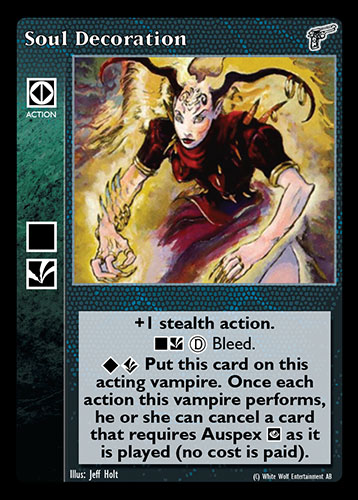 Soul Decoration
ACTION
+1 stealth action.
D Bleed.
Put this card on this
acting vampire. Once each
action this vampire performs,
he or she can cancel a card
that requires Auspex as it
is played (no cost is paid).
Illus: Jeff Holt
(C) White Wolf Entertainment AB